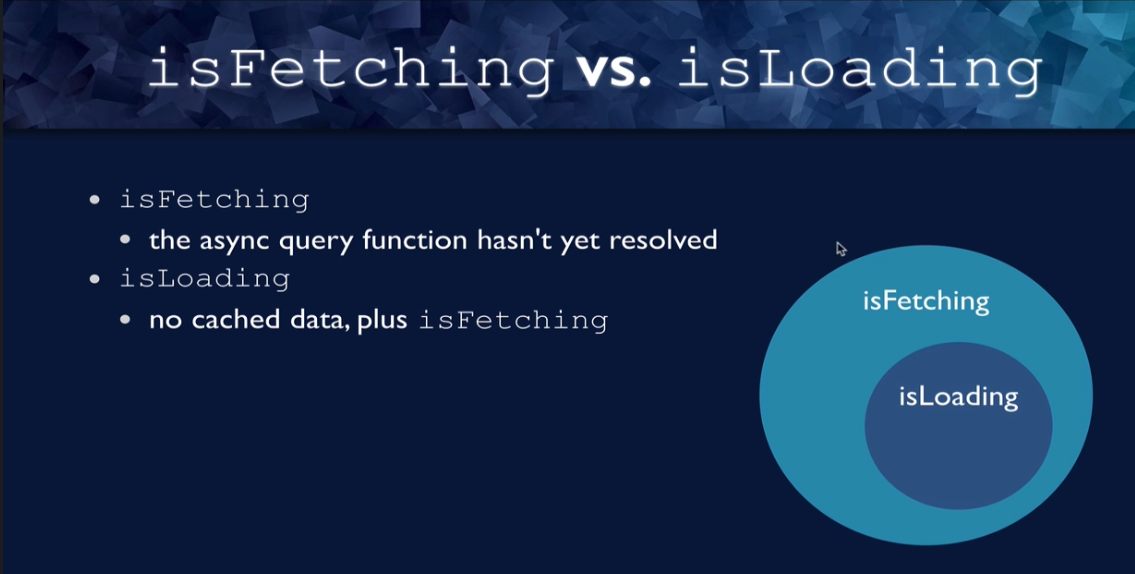 isFetching vs. isLoading
isFetching
the async query function hasn't yet resolved
isLoading
no cached data, plus isFetching
isFetching
isLoading